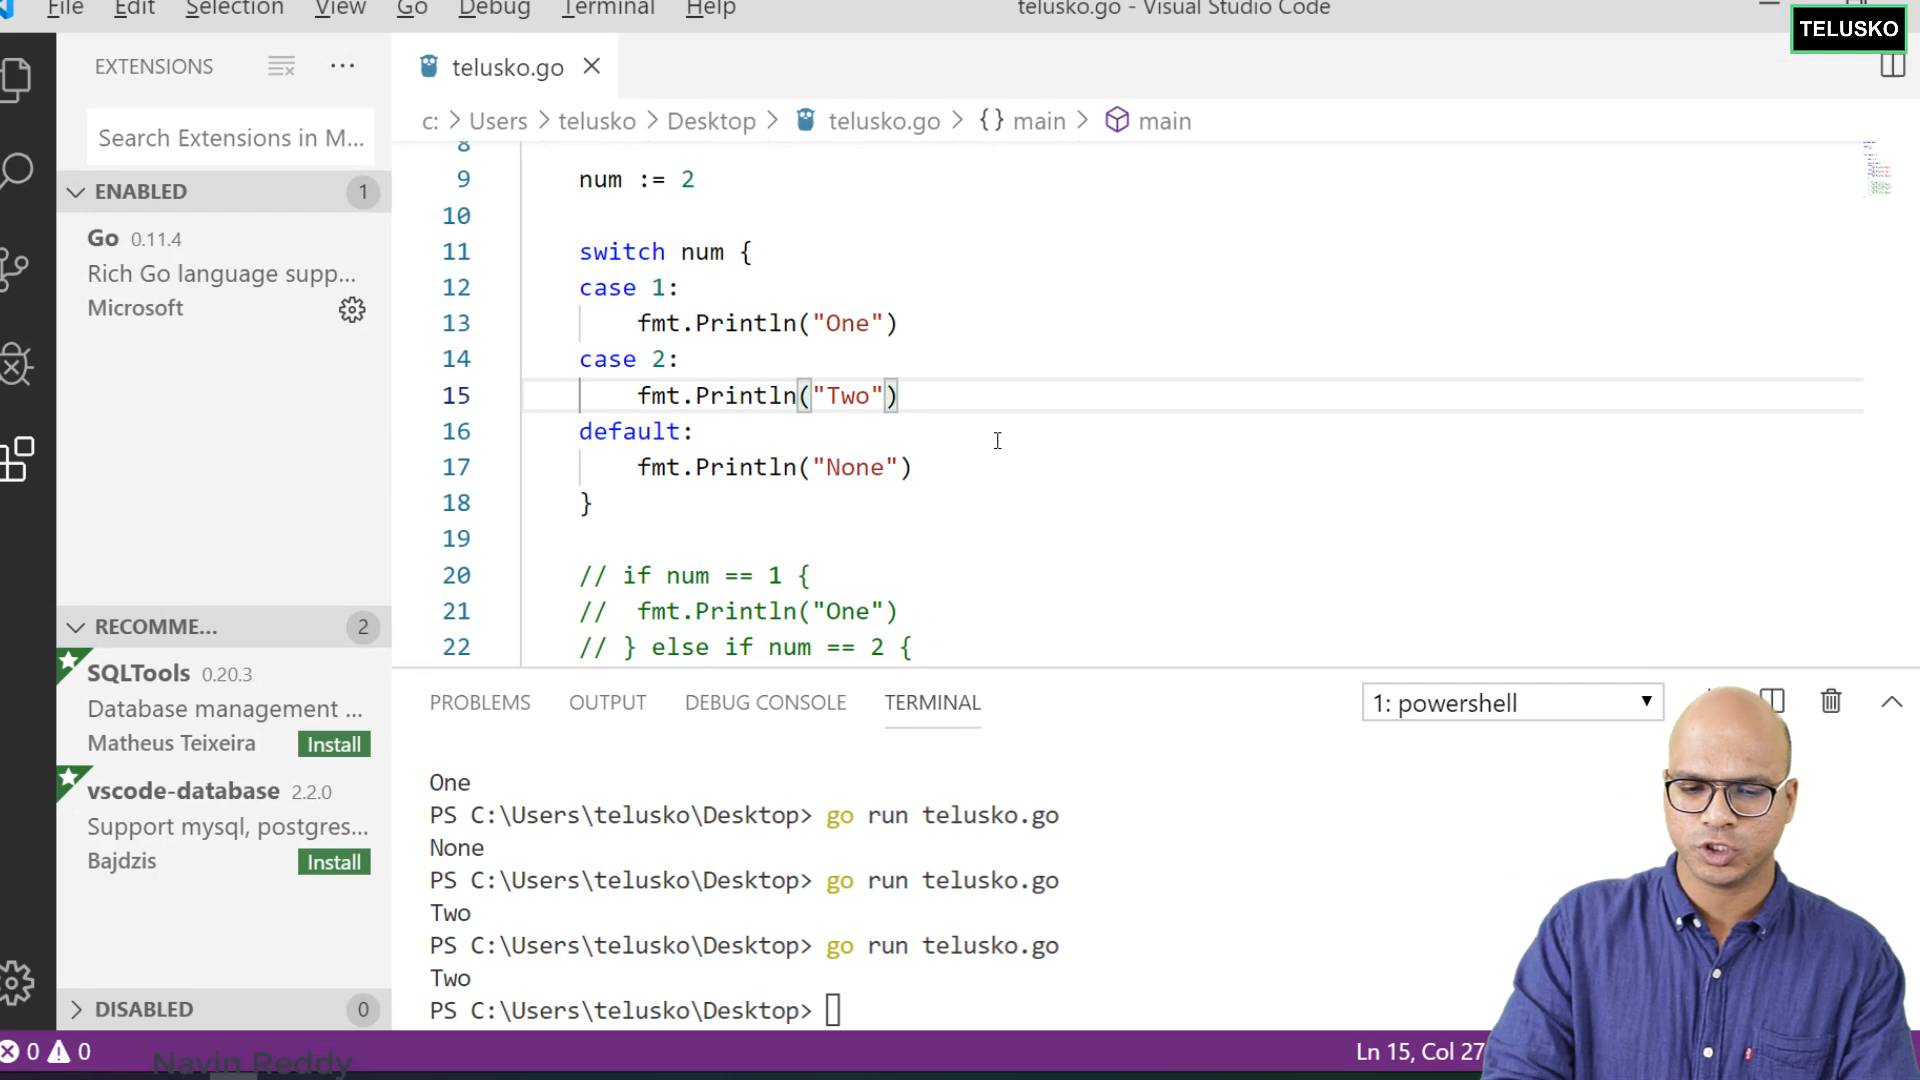 File Edit Selection View Go Debug Terminal Help
telusko.go - Visual Studio Code
TELUSKO
EXTENSIONS
telusko.go
c: > Users > telusko > Desktop > telusko.go > {} main > main
Search Extensions in M...
ENABLED 1
Go 0.11.4
Rich Go language supp...
Microsoft
RECOMME... 2
SQLTools 0.20.3
Database management ...
Matheus Teixeira Install
vscode-database 2.2.0
Support mysql, postgres...
Bajdzis Install
DISABLED 0
8
9 num := 2
10
11 switch num {
12 case 1:
13 fmt.Println("One")
14 case 2:
15 fmt.Println("Two")
16 default:
17 fmt.Println("None")
18 }
19
20 // if num == 1 {
21 // fmt.Println("One")
22 // } else if num == 2 {
PROBLEMS OUTPUT DEBUG CONSOLE TERMINAL
1: powershell
One
PS C:\Users\telusko\Desktop> go run telusko.go
None
PS C:\Users\telusko\Desktop> go run telusko.go
Two
PS C:\Users\telusko\Desktop> go run telusko.go
Two
PS C:\Users\telusko\Desktop>
0 0
Navin Reddy
Ln 15, Col 27